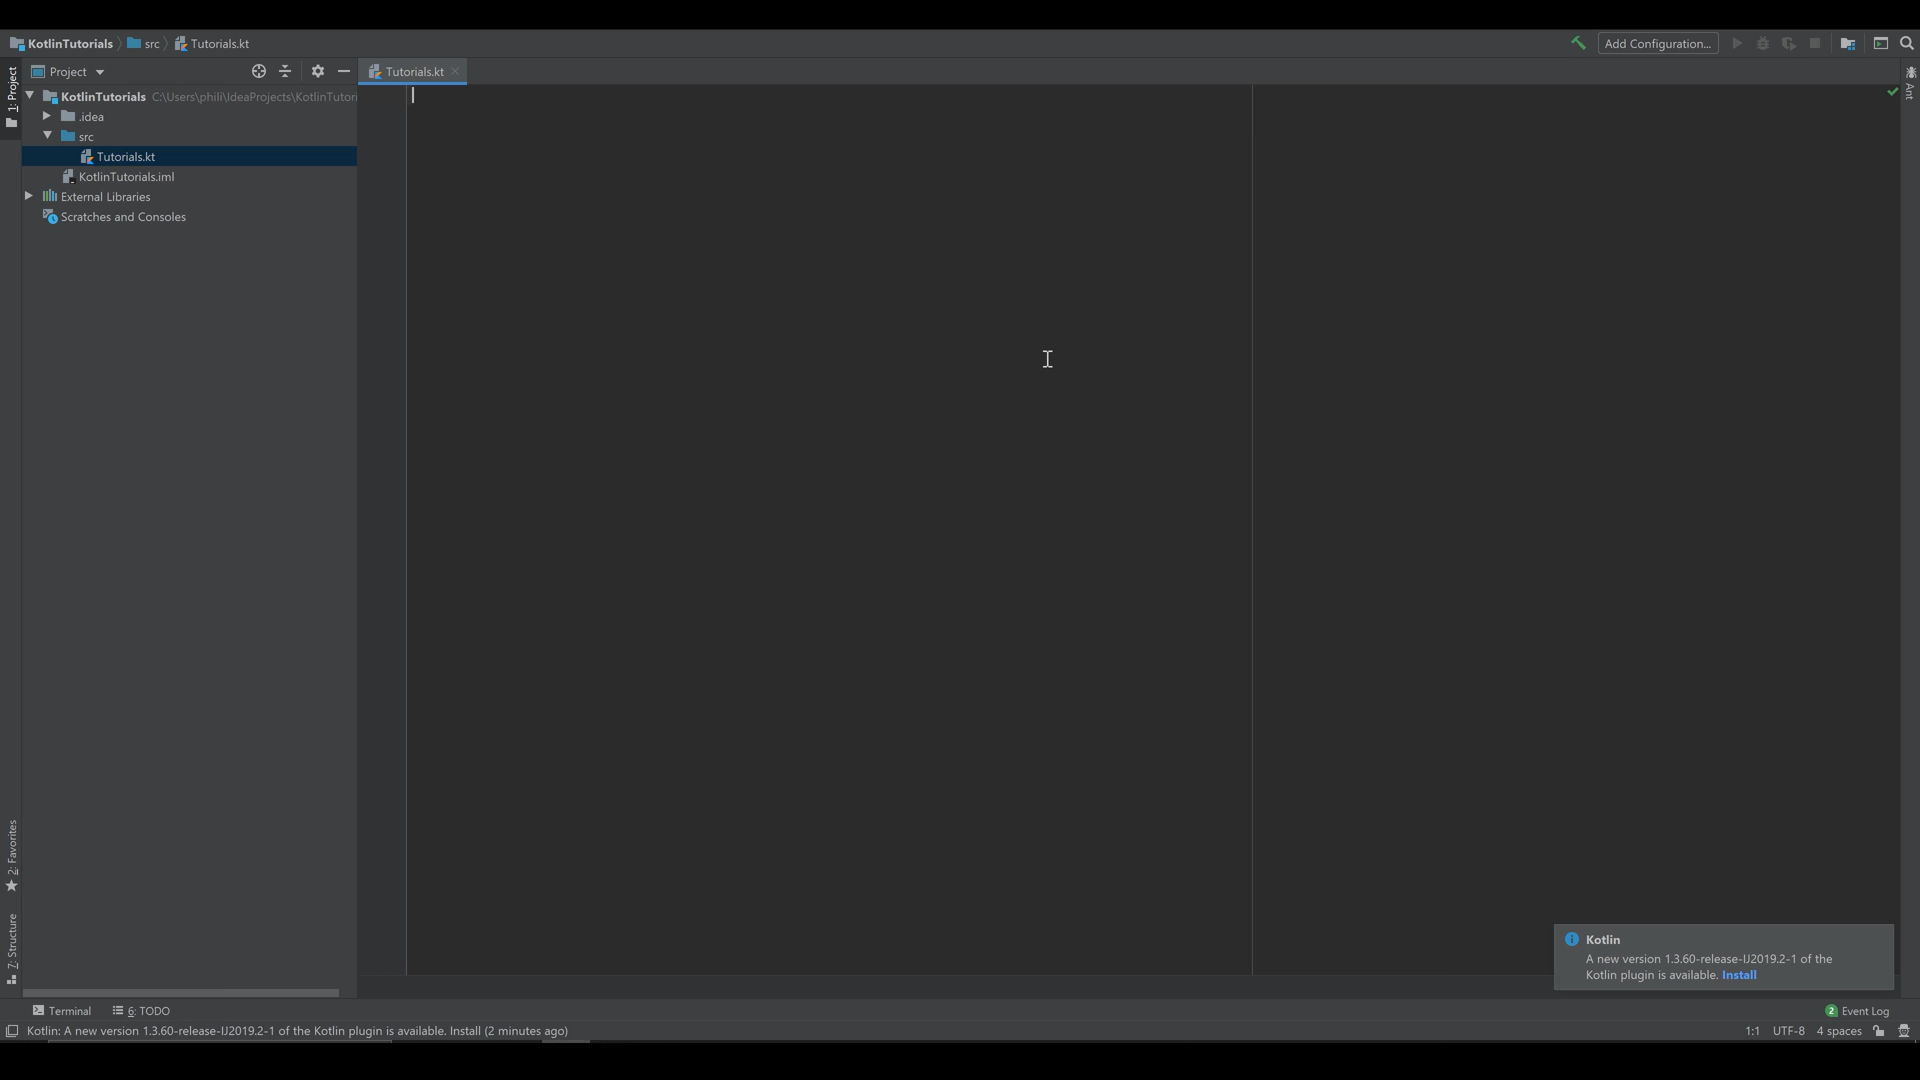 KotlinTutorials src Tutorials.kt Add Configuration...
1: Project
Project
Tutorials.kt
Ant
KotlinTutorials C:\Users\phili\IdeaProjects\KotlinTutori
.idea
src
Tutorials.kt
KotlinTutorials.iml
External Libraries
Scratches and Consoles
2: Favorites
7: Structure
Kotlin
A new version 1.3.60-release-IJ2019.2-1 of the
Kotlin plugin is available. Install
Terminal 6: TODO 2 Event Log
Kotlin: A new version 1.3.60-release-IJ2019.2-1 of the Kotlin plugin is available. Install (2 minutes ago) 1:1 UTF-8 4 spaces